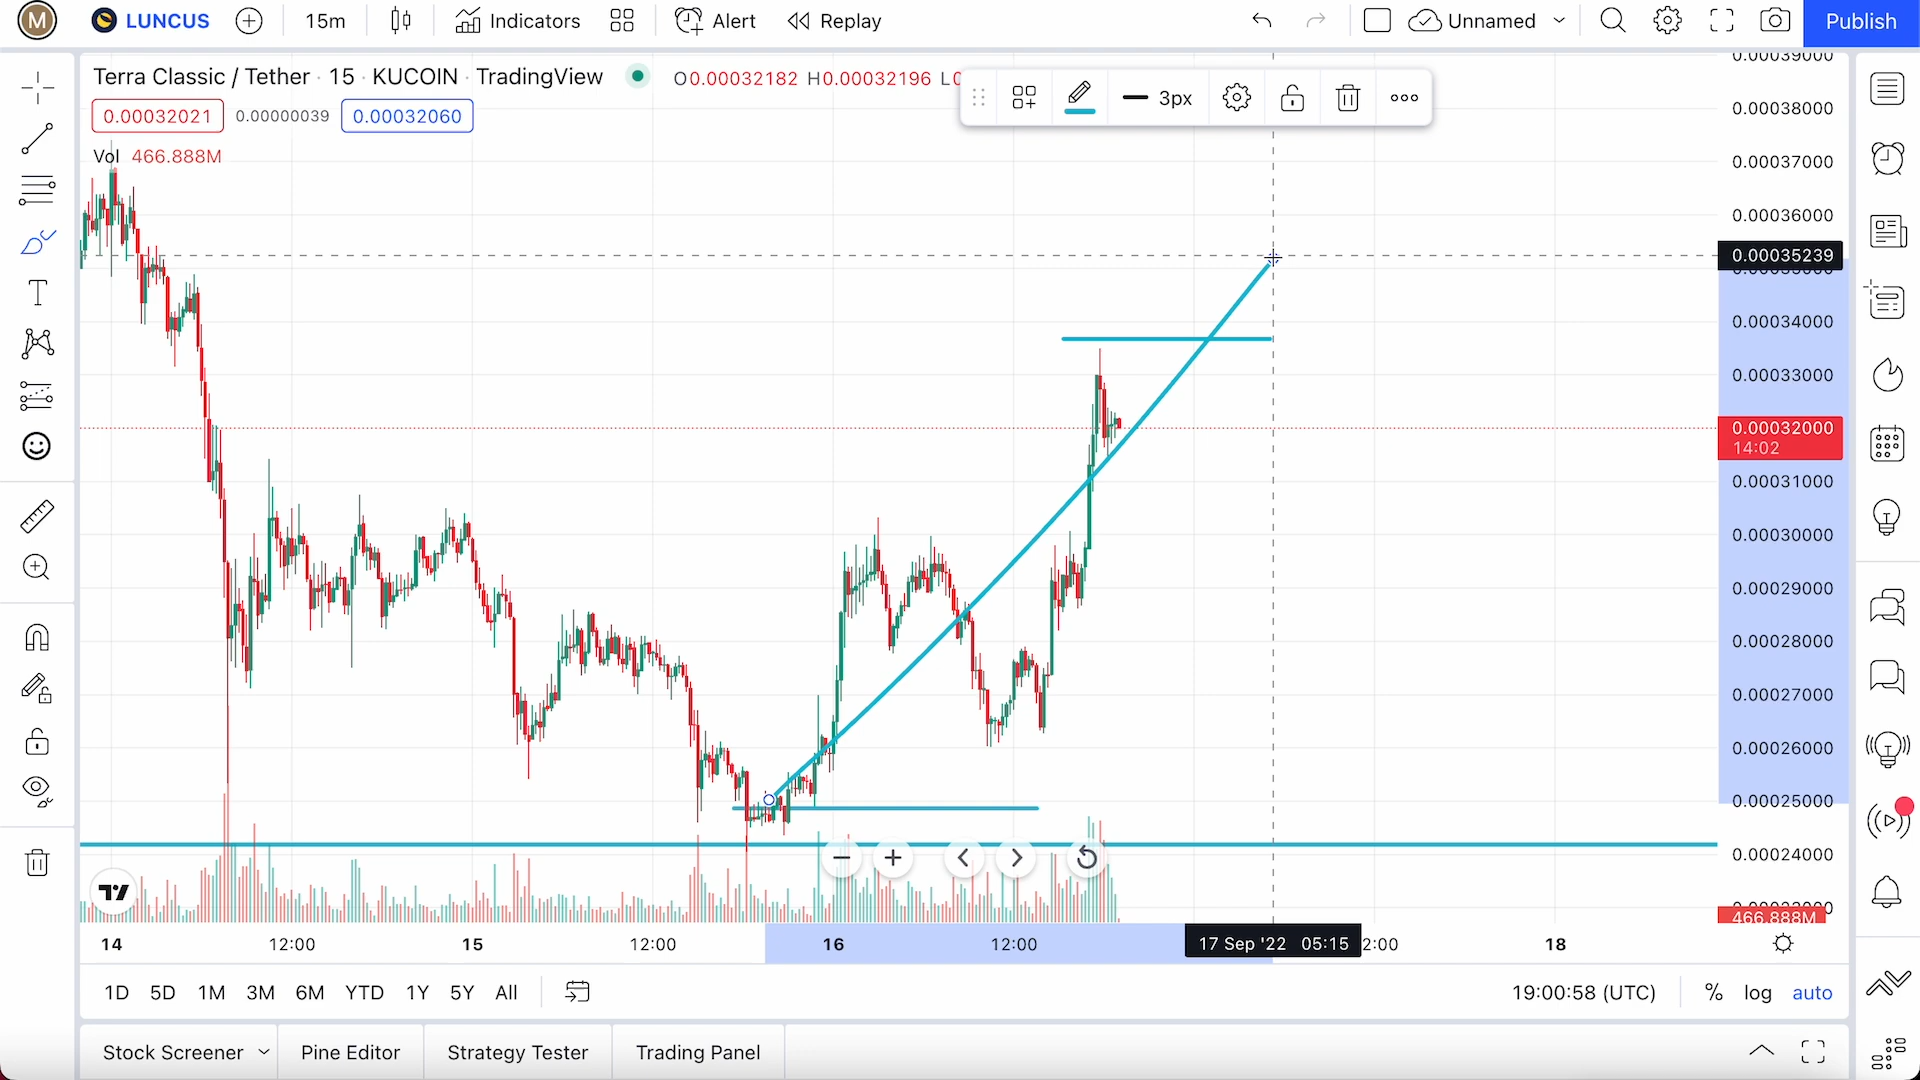 M LUNCUS 15m Indicators Alert Replay Unnamed Publish
Terra Classic / Tether · 15 · KUCOIN · TradingView O0.00032182 H0.00032196
3px
0.00032021 0.00000039 0.00032060
Vol 466.888M
0.00038000
0.00037000
0.00036000
0.00035239
0.00034000
0.00033000
0.00032000
14:02
0.00031000
0.00030000
0.00029000
0.00028000
0.00027000
0.00026000
0.00025000
0.00024000
466.888M
14 12:00 15 12:00 16 12:00 17 Sep '22 05:15 2:00 18
1D 5D 1M 3M 6M YTD 1Y 5Y All 19:00:58 (UTC) % log auto
Stock Screener Pine Editor Strategy Tester Trading Panel